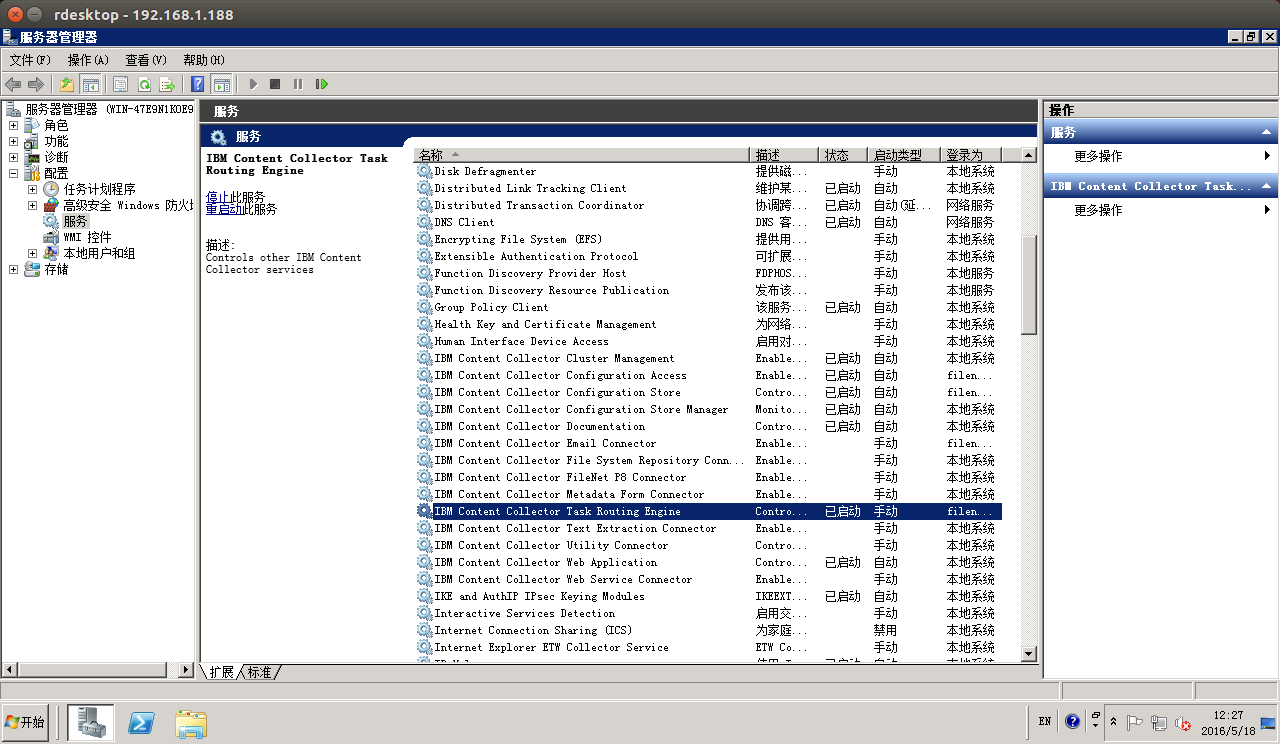 rdesktop - 192.168.1.188
服务器管理器
文件(F) 操作(A) 查看(V) 帮助(H)
服务器管理器 (WIN-47E9N1KOE9
角色
功能
诊断
配置
任务计划程序
高级安全 Windows 防火墙
服务
WMI 控件
本地用户和组
存储
服务
服务
IBM Content Collector Task Routing Engine
停止此服务
重启动此服务
描述:
Controls other IBM Content
Collector services
名称 描述 状态 启动类型 登录为
Disk Defragmenter 提供磁... 手动 本地系统
Distributed Link Tracking Client 维护某... 已启动 自动 本地系统
Distributed Transaction Coordinator 协调跨... 已启动 自动(延... 网络服务
DNS Client DNS 客... 已启动 自动 网络服务
Encrypting File System (EFS) 提供用... 手动 本地系统
Extensible Authentication Protocol 可扩展... 手动 本地系统
Function Discovery Provider Host FDPHOS... 手动 本地服务
Function Discovery Resource Publication 发布该... 手动 本地服务
Group Policy Client 该服务... 已启动 自动 本地系统
Health Key and Certificate Management 为网络... 手动 本地系统
Human Interface Device Access 启用对... 手动 本地系统
IBM Content Collector Cluster Management Enable... 已启动 自动 本地系统
IBM Content Collector Configuration Access Enable... 已启动 自动 filen...
IBM Content Collector Configuration Store Contro... 已启动 自动 本地系统
IBM Content Collector Configuration Store Manager Monito... 已启动 自动 本地系统
IBM Content Collector Documentation Contro... 已启动 自动 本地系统
IBM Content Collector Email Connector Enable... 手动 filen...
IBM Content Collector File System Repository Conn... Enable... 手动 本地系统
IBM Content Collector FileNet P8 Connector Enable... 手动 本地系统
IBM Content Collector Metadata Form Connector Enable... 手动 本地系统
IBM Content Collector Task Routing Engine Contro... 已启动 手动 filen...
IBM Content Collector Text Extraction Connector Enable... 手动 本地系统
IBM Content Collector Utility Connector Contro... 手动 本地系统
IBM Content Collector Web Application Contro... 已启动 自动 本地系统
IBM Content Collector Web Service Connector Enable... 手动 本地系统
IKE and AuthIP IPsec Keying Modules IKEEXT... 已启动 自动 本地系统
Interactive Services Detection 启用交... 手动 本地系统
Internet Connection Sharing (ICS) 为家庭... 禁用 本地系统
Internet Explorer ETW Collector Service ETW Co... 手动 本地系统
扩展 标准
操作
服务
更多操作
IBM Content Collector Task...
更多操作
开始
EN
12:27
2016/5/18